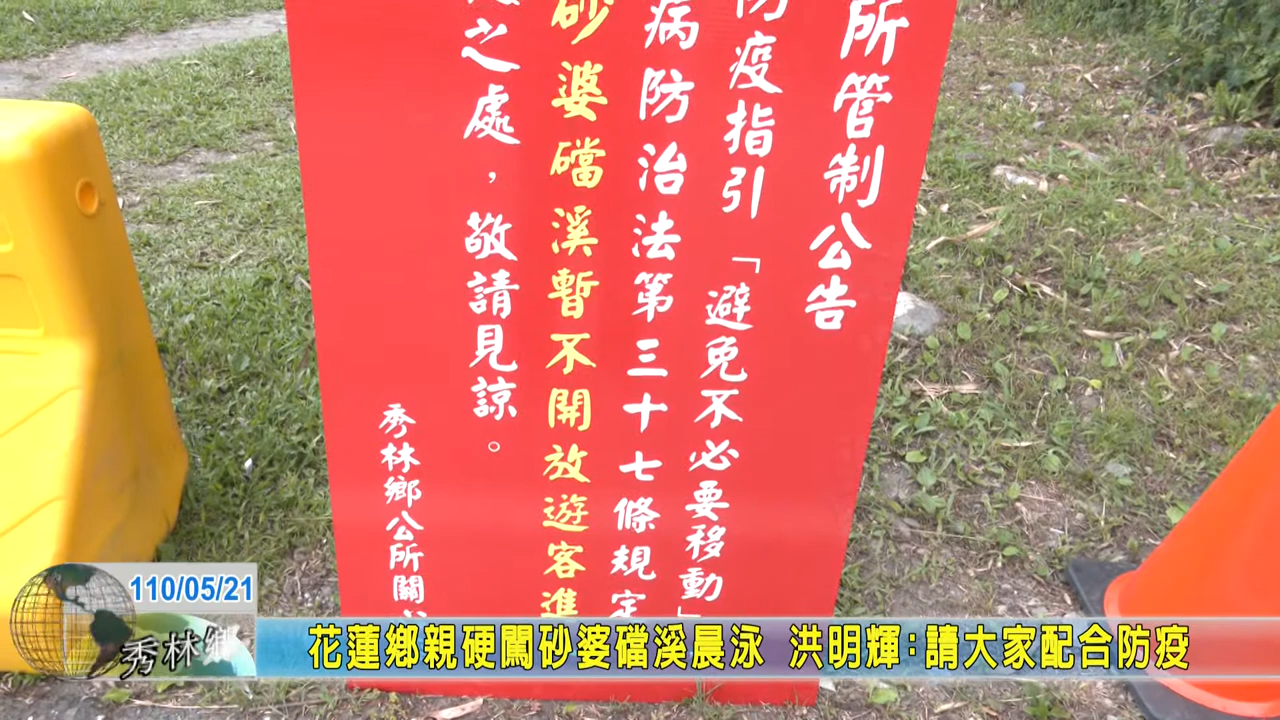 所管制公告
防疫指引「避免不必要移動」
病防治法第三十七條規定
砂婆礑溪暫不開放遊客進
之處，敬請見諒。
秀林鄉公所關
110/05/21
秀林鄉
花蓮鄉親硬闖砂婆礑溪晨泳 洪明輝:請大家配合防疫